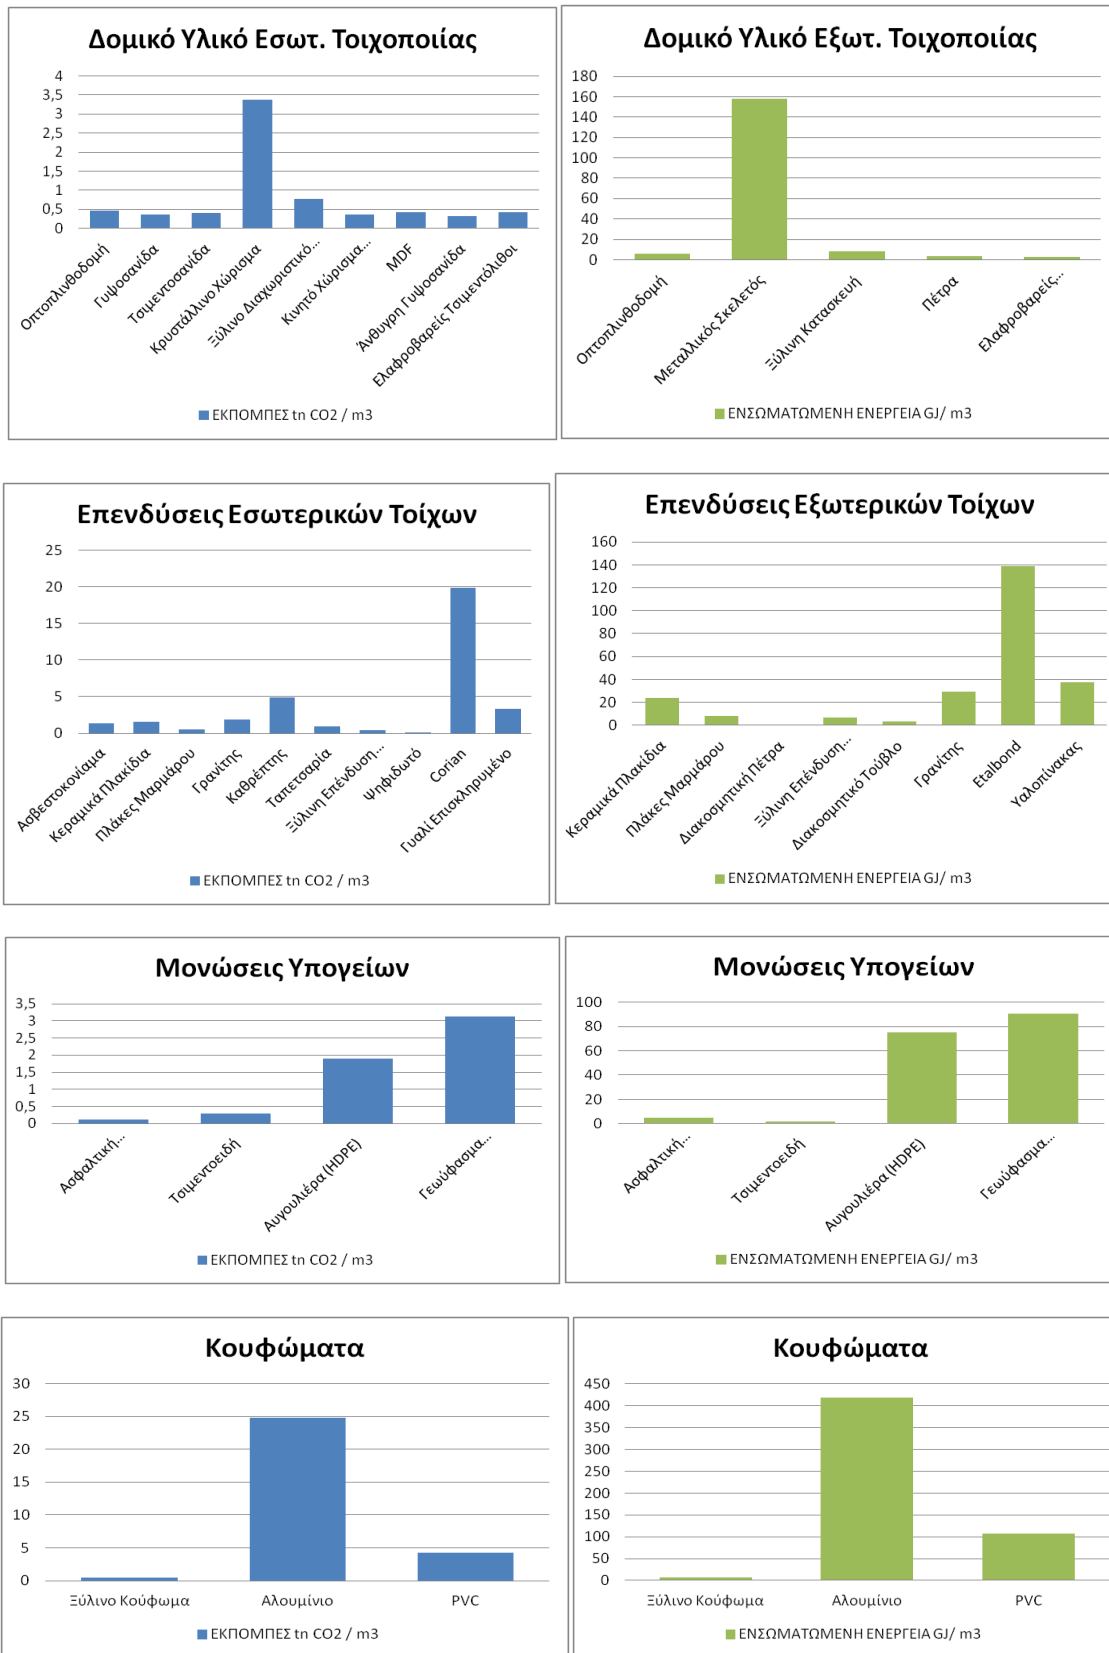 Δομικό Υλικό Εσωτ. Τοιχοποιίας
4
3,5
3
2,5
2
1,5
1
0,5
0
Οπτοπλινθοδομή
Γυψοσανίδα
Τσιμεντοσανίδα
Κρυστάλλινο Χώρισμα
Ξύλινο Διαχωριστικό...
Κινητό Χώρισμα...
MDF
Άνθυγρη Γυψοσανίδα
Ελαφροβαρείς Τσιμεντόλιθοι
ΕΚΠΟΜΠΕΣ tn CO2 / m3
Δομικό Υλικό Εξωτ. Τοιχοποιίας
180
160
140
120
100
80
60
40
20
0
Οπτοπλινθοδομή
Μεταλλικός Σκελετός
Ξύλινη Κατασκευή
Πέτρα
Ελαφροβαρείς...
ΕΝΣΩΜΑΤΩΜΕΝΗ ΕΝΕΡΓΕΙΑ GJ/ m3
Επενδύσεις Εσωτερικών Τοίχων
25
20
15
10
5
0
Ασβεστοκονίαμα
Κεραμικά Πλακίδια
Πλάκες Μαρμάρου
Γρανίτης
Καθρέπτης
Ταπετσαρία
Ξύλινη Επένδυση...
Ψηφιδωτό
Corian
Γυαλί Επισκληρυμένο
ΕΚΠΟΜΠΕΣ tn CO2 / m3
Επενδύσεις Εξωτερικών Τοίχων
160
140
120
100
80
60
40
20
0
Κεραμικά Πλακίδια
Πλάκες Μαρμάρου
Διακοσμητική Πέτρα
Ξύλινη Επένδυση...
Διακοσμητικό Τούβλο
Γρανίτης
Etalbond
Υαλοπίνακας
ΕΝΣΩΜΑΤΩΜΕΝΗ ΕΝΕΡΓΕΙΑ GJ/ m3
Μονώσεις Υπογείων
3,5
3
2,5
2
1,5
1
0,5
0
Ασφαλτική...
Τσιμεντοειδή
Αυγουλιέρα (HDPE)
Γεωύφασμα...
ΕΚΠΟΜΠΕΣ tn CO2 / m3
Μονώσεις Υπογείων
100
80
60
40
20
0
Ασφαλτική...
Τσιμεντοειδή
Αυγουλιέρα (HDPE)
Γεωύφασμα...
ΕΝΣΩΜΑΤΩΜΕΝΗ ΕΝΕΡΓΕΙΑ GJ/ m3
Κουφώματα
30
25
20
15
10
5
0
Ξύλινο Κούφωμα
Αλουμίνιο
PVC
ΕΚΠΟΜΠΕΣ tn CO2 / m3
Κουφώματα
450
400
350
300
250
200
150
100
50
0
Ξύλινο Κούφωμα
Αλουμίνιο
PVC
ΕΝΣΩΜΑΤΩΜΕΝΗ ΕΝΕΡΓΕΙΑ GJ/ m3